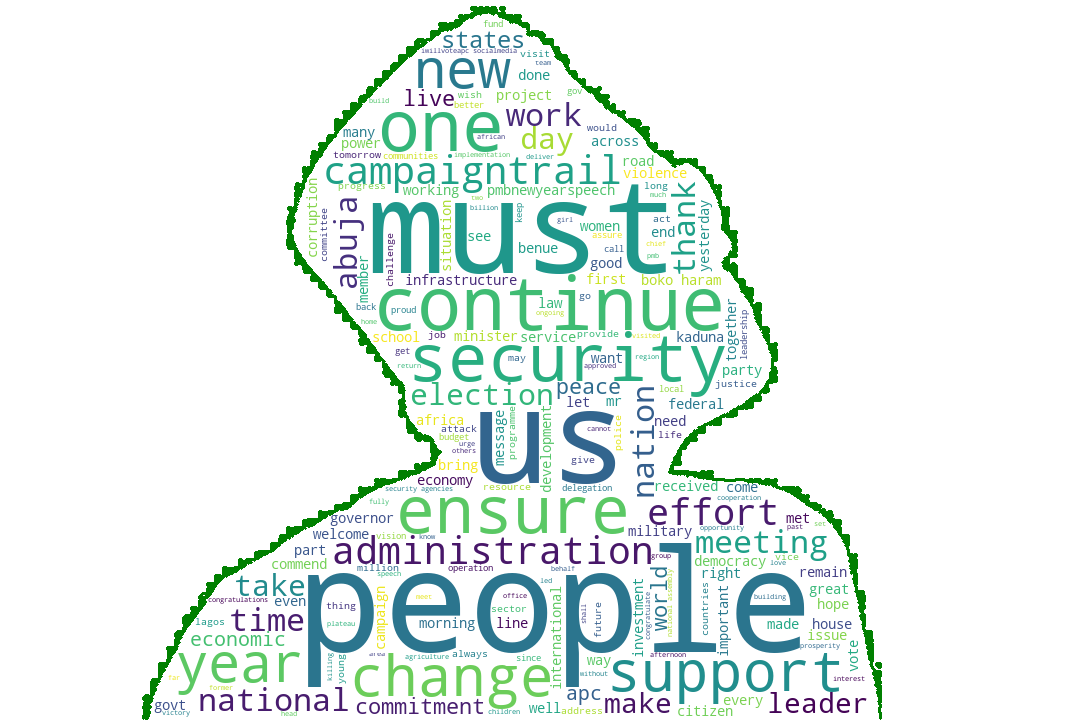 fund
states
iwillvoteapc socialmedia
visit
new
team
done
live
wish
better
project
gov
build
one
work
day
many
power
african
would
across
tomorrow
communities
implementation
deliver
campaigntrail
road
violence
progress
working
pmbnewyearspeech
long
much
corruption
committee
abuja
must
two
billion
keep
girl
thank
yesterday
situation
challenge
see
benue
women
assure
call
act
end
chief
pmb
good
member
infrastructure
first
boko haram
back
proud
continue
law
go
ongoing
home
together
leadership
school
job
minister
service
provide
visited
kaduna
get
return
security
may
want
approved
region
party
justice
election
peace
let
mr
local
federal
africa
attack
budget
urge
others
message
programme
us
development
cannot
give
police
nation
need
life
bring
economy
resource
delegation
received
come
cooperation
security agencies
fully
ensure
effort
met
past
set
governor
welcome
vision
know
military
opportunity
meeting
part
commend
administration
group
democracy
vice
love
million
speech
operation
behalf
right
remain
take
even
congratulations
people
led
world
great
hope
thing
campaign
meet
office
sector
shall
future
investment
congratulate
national assembly
countries
important
building
lagos
time
plateau
morning
line
international
made
house
issue
prosperity
economic
area
agriculture
always
since
way
without
afternoon
vote
year
far
former
killing
young
change
support
every
interest
govt
victory
national
head
commitment
children
well
address
apc
make
citizen
leader